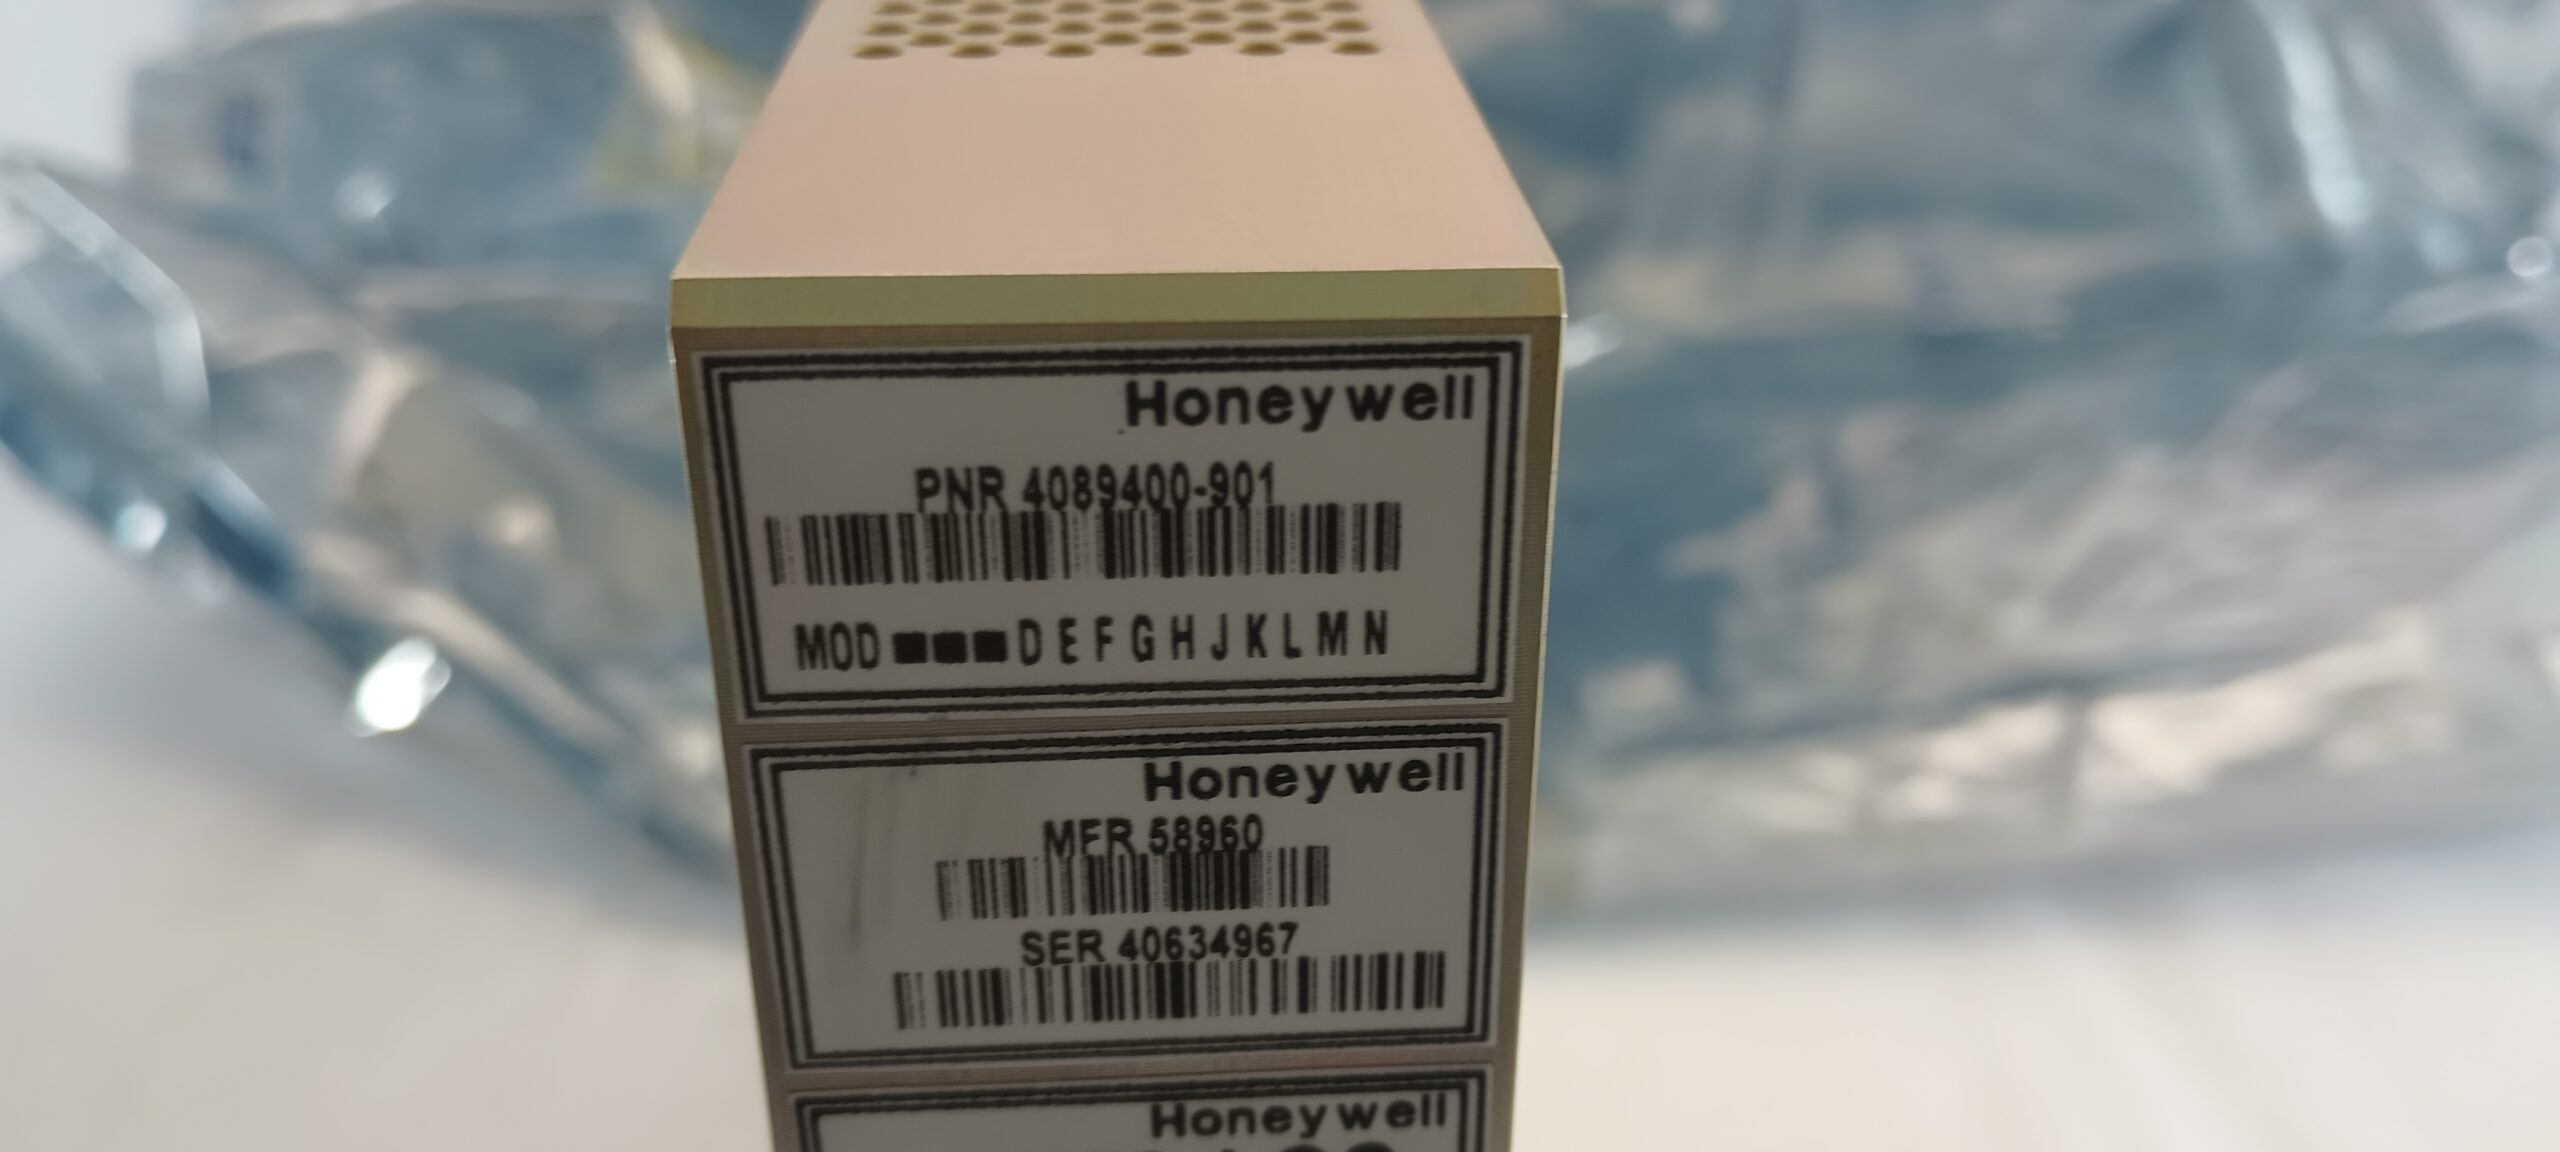 Honeywell
PNR 4089400-901
MOD ■■■ D E F G H J K L M N
Honeywell
MFR 58960
SER 40634967
Honeywell